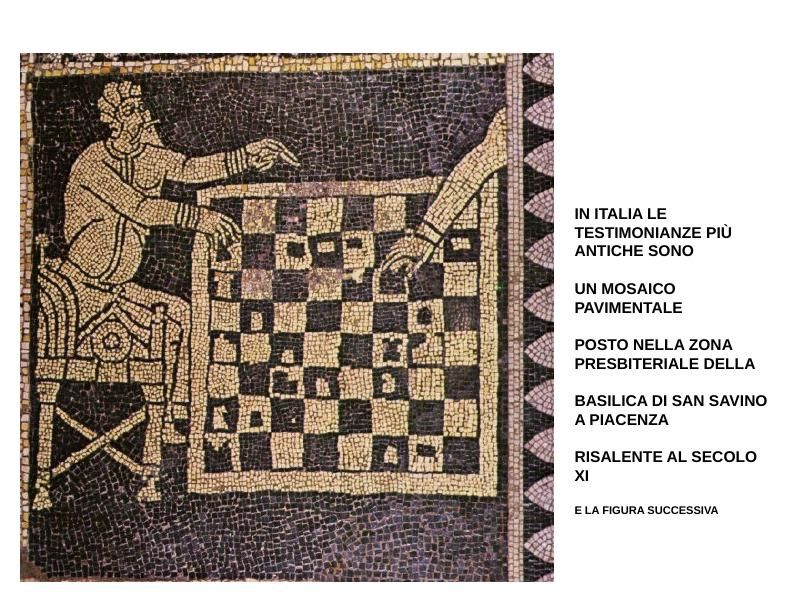 IN ITALIA LE
TESTIMONIANZE PIÙ
ANTICHE SONO
UN MOSAICO
PAVIMENTALE
POSTO NELLA ZONA
PRESBITERIALE DELLA
BASILICA DI SAN SAVINO
A PIACENZA
RISALENTE AL SECOLO
XI
E LA FIGURA SUCCESSIVA